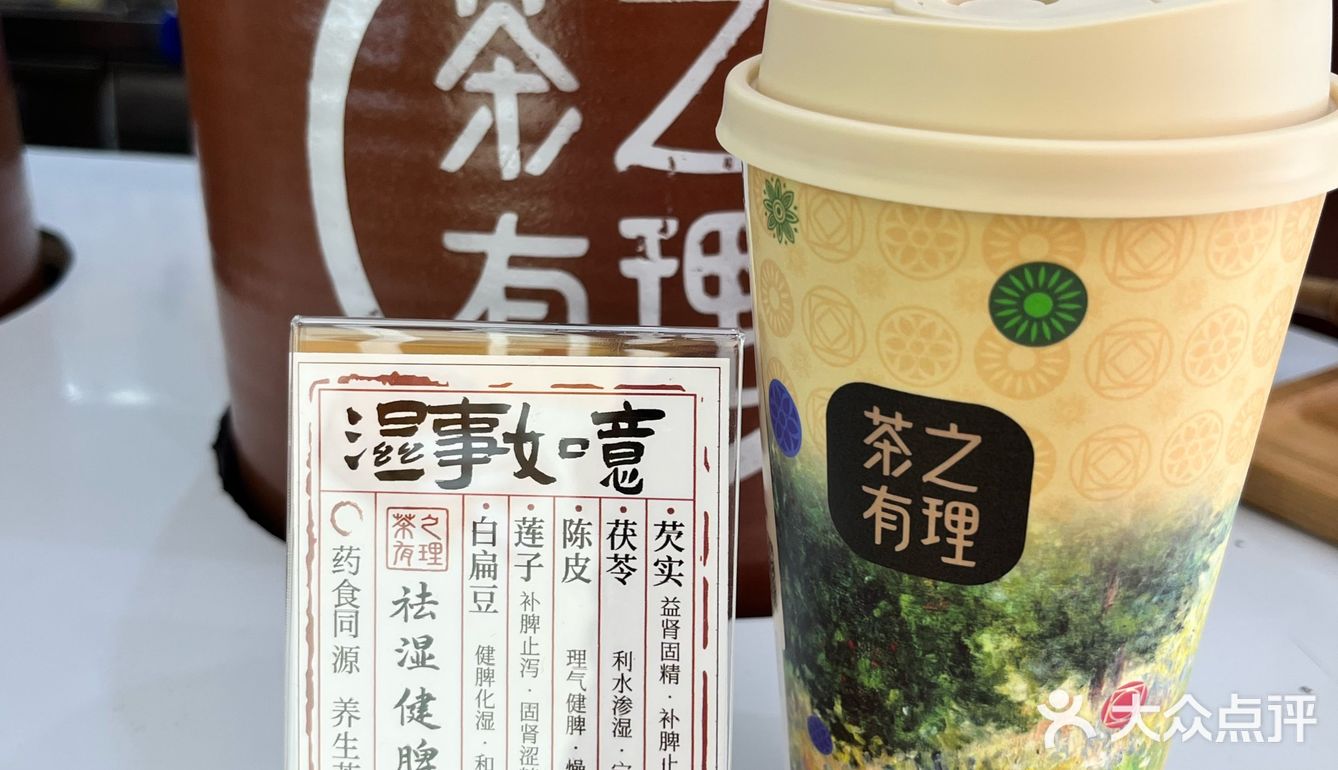 茶之
有理
濕事如噫
芡实 益肾固精·补脾止
茯苓 利水渗湿
陈皮 理气健脾
莲子 补脾止泻·固肾涩
白扁豆 健脾化湿·和
茶之
有理
祛湿健脾
药食同源 养生茶
茶之
有理
大众点评